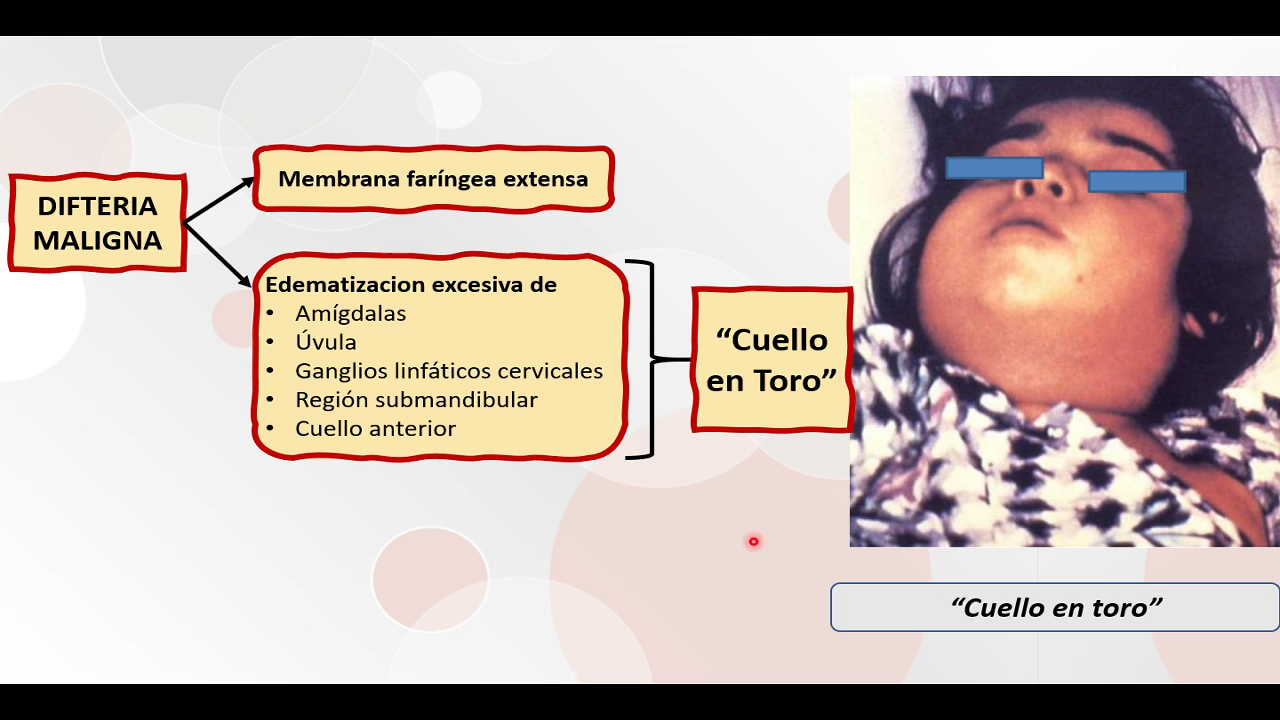 DIFTERIA
MALIGNA
Membrana faríngea extensa
Edematizacion excesiva de
• Amígdalas
• Úvula
• Ganglios linfáticos cervicales
• Región submandibular
• Cuello anterior
“Cuello
en Toro”
“Cuello en toro”